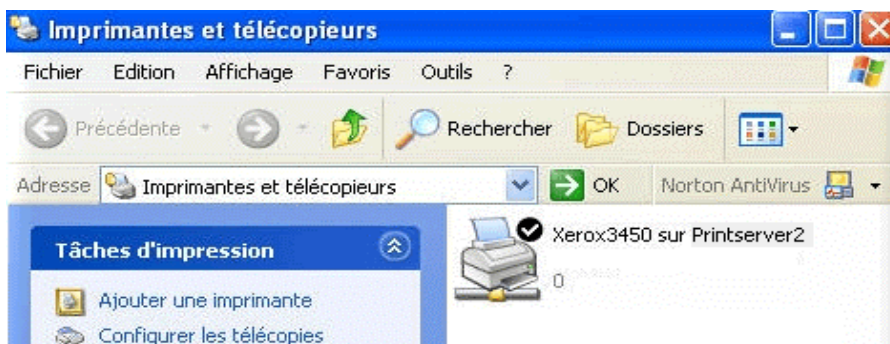 Imprimantes et télécopieurs
Fichier Edition Affichage Favoris Outils ?
Précédente Rechercher Dossiers
Adresse Imprimantes et télécopieurs OK Norton AntiVirus
Xerox3450 sur Printserver2
0
Tâches d'impression
Ajouter une imprimante
Configurer les télécopies